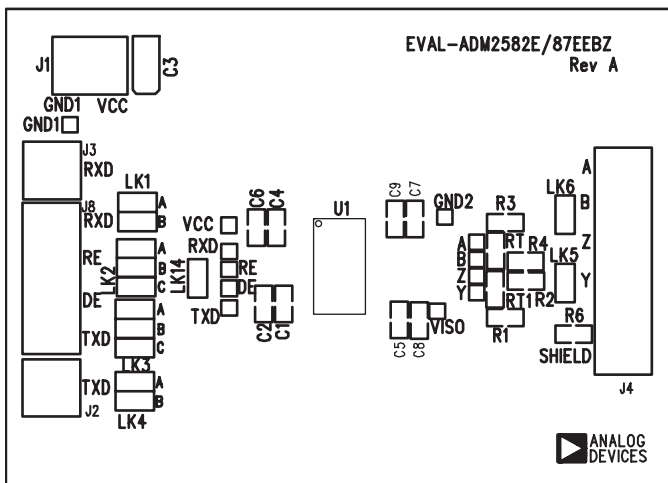 EVAL-ADM2582E/87EEBZ
Rev A
J1
C3
GND1 VCC
GND1
J3
RXD
J8
RXD
RE
DE
TXD
TXD
J2
LK1
A
B
LK2
A
B
C
A
B
C
LK3
A
B
LK4
LK14
VCC
RXD
RE
DE
TXD
C6
C4
C2
C1
U1
C9
C7
GND2
C5
C8
VISO
A
B
Z
Y
R3
RT
R4
RT1
R2
R1
LK6
LK5
R6
SHIELD
A
B
Z
Y
J4
ANALOG
DEVICES